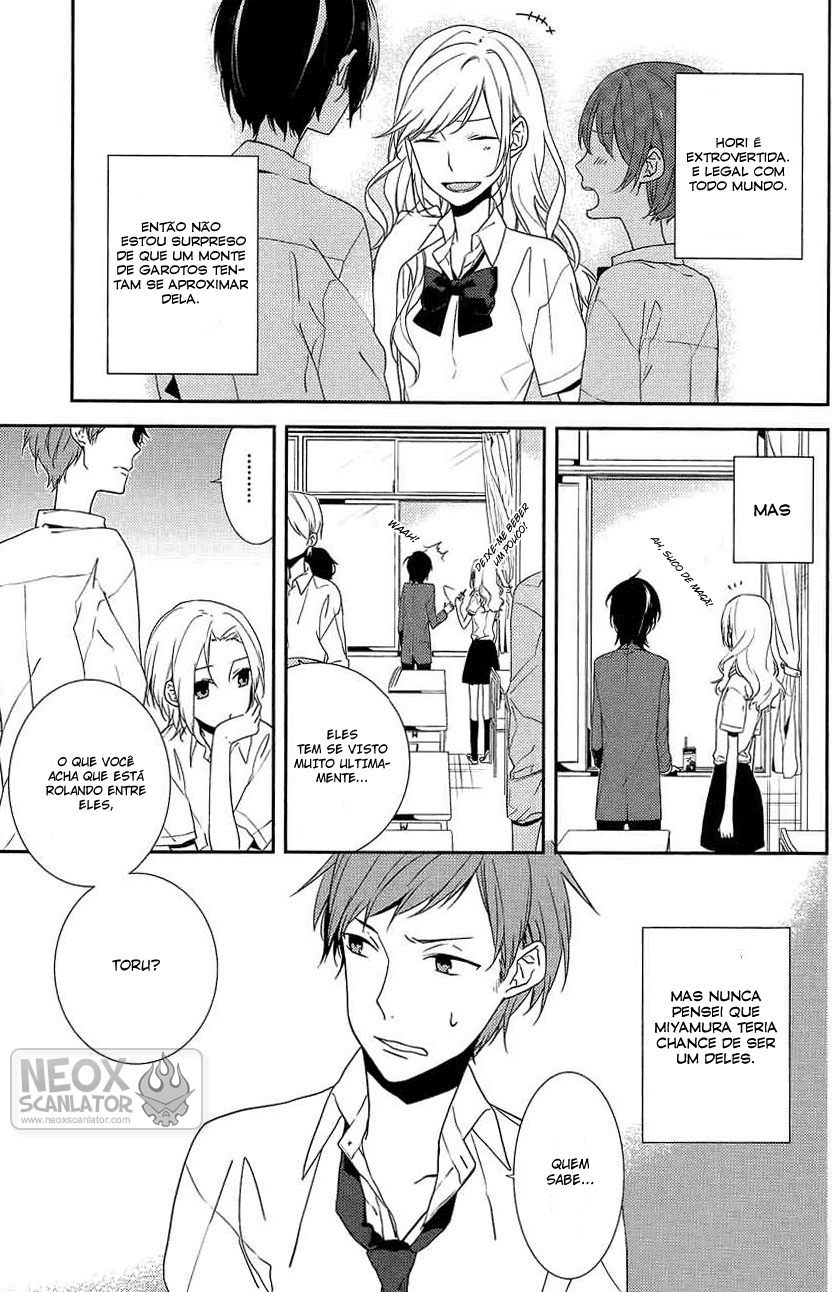 HORI É
EXTROVERTIDA.
E LEGAL COM
TODO MUNDO.
ENTÃO NÃO
ESTOU SURPRESO
DE QUE UM MONTE
DE GAROTOS TEN-
TAM SE APROXIMAR
DELA.
MAS
AH, SUCO DE MAÇÃ!
DEIXE-ME BEBER
UM POUCO!
WAAH!
ELES
TEM SE VISTO
MUITO ULTIMA-
MENTE...
.........
O QUE VOCÊ
ACHA QUE ESTÁ
ROLANDO ENTRE
ELES,
TORU?
MAS NUNCA
PENSEI QUE
MIYAMURA TERIA
CHANCE DE SER
UM DELES.
QUEM
SABE...
NEOX
SCANLATOR
www.neoxscanlator.com